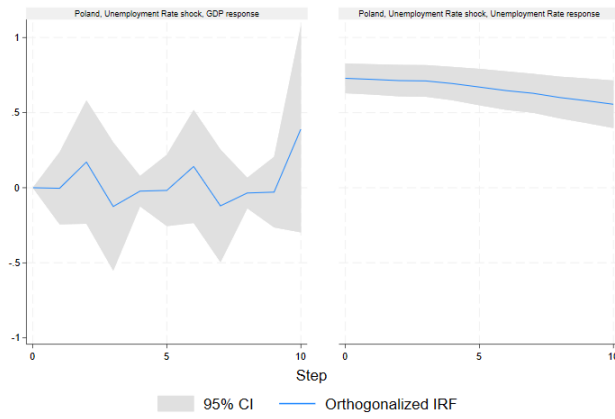 Poland, Unemployment Rate shock, GDP response
Poland, Unemployment Rate shock, Unemployment Rate response
1
.5
0
-.5
-1
0 5 10 0 5 10
Step
95% CI Orthogonalized IRF